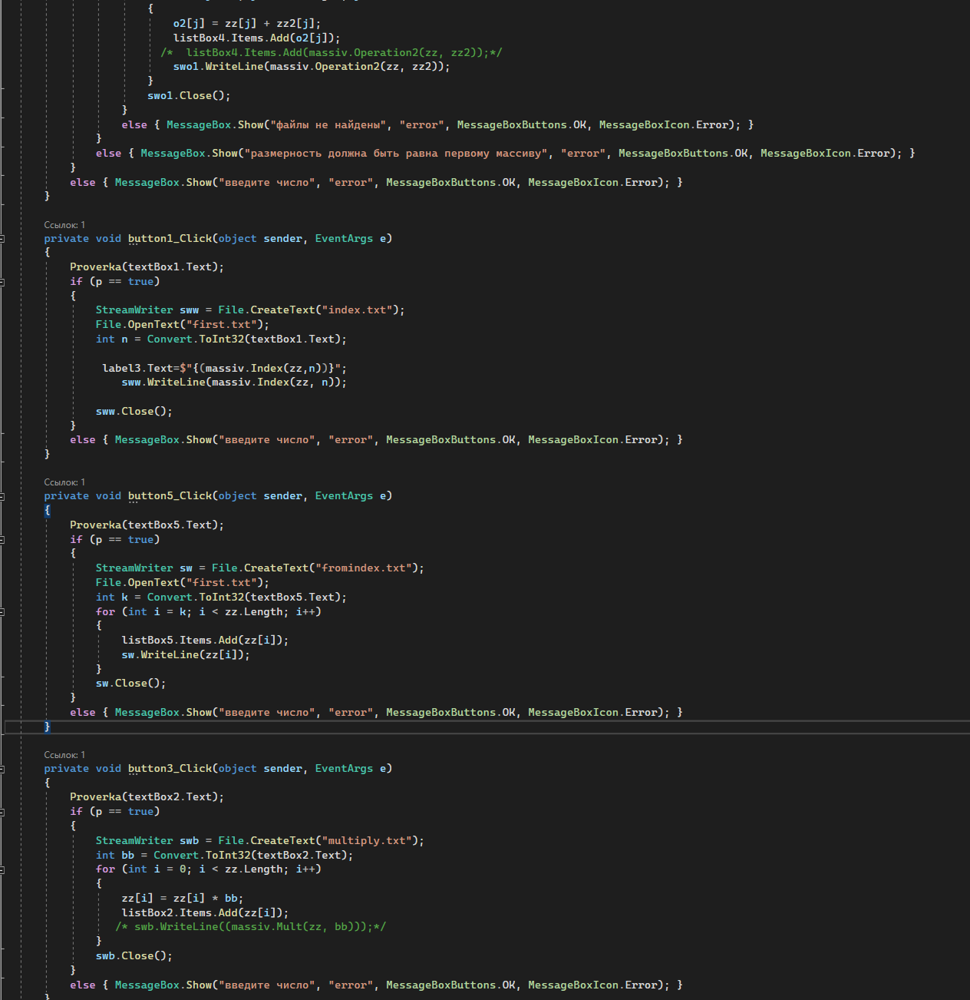 {
o2[j] = zz[j] + zz2[j];
listBox4.Items.Add(o2[j]);
/*  listBox4.Items.Add(massiv.Operation2(zz, zz2));*/
swo1.WriteLine(massiv.Operation2(zz, zz2));
}
swo1.Close();
}
else { MessageBox.Show("файлы не найдены", "error", MessageBoxButtons.OK, MessageBoxIcon.Error); }
}
else { MessageBox.Show("размерность должна быть равна первому массиву", "error", MessageBoxButtons.OK, MessageBoxIcon.Error); }
}
else { MessageBox.Show("введите число", "error", MessageBoxButtons.OK, MessageBoxIcon.Error); }
}
Ссылок: 1
private void button1_Click(object sender, EventArgs e)
{
Proverka(textBox1.Text);
if (p == true)
{
StreamWriter sww = File.CreateText("index.txt");
File.OpenText("first.txt");
int n = Convert.ToInt32(textBox1.Text);
label3.Text=$"{(massiv.Index(zz,n))}";
sww.WriteLine(massiv.Index(zz, n));
sww.Close();
}
else { MessageBox.Show("введите число", "error", MessageBoxButtons.OK, MessageBoxIcon.Error); }
}
Ссылок: 1
private void button5_Click(object sender, EventArgs e)
{
Proverka(textBox5.Text);
if (p == true)
{
StreamWriter sw = File.CreateText("fromindex.txt");
File.OpenText("first.txt");
int k = Convert.ToInt32(textBox5.Text);
for (int i = k; i < zz.Length; i++)
{
listBox5.Items.Add(zz[i]);
sw.WriteLine(zz[i]);
}
sw.Close();
}
else { MessageBox.Show("введите число", "error", MessageBoxButtons.OK, MessageBoxIcon.Error); }
}
Ссылок: 1
private void button3_Click(object sender, EventArgs e)
{
Proverka(textBox2.Text);
if (p == true)
{
StreamWriter swb = File.CreateText("multiply.txt");
int bb = Convert.ToInt32(textBox2.Text);
for (int i = 0; i < zz.Length; i++)
{
zz[i] = zz[i] * bb;
listBox2.Items.Add(zz[i]);
/* swb.WriteLine((massiv.Mult(zz, bb)));*/
}
swb.Close();
}
else { MessageBox.Show("введите число", "error", MessageBoxButtons.OK, MessageBoxIcon.Error); }
}